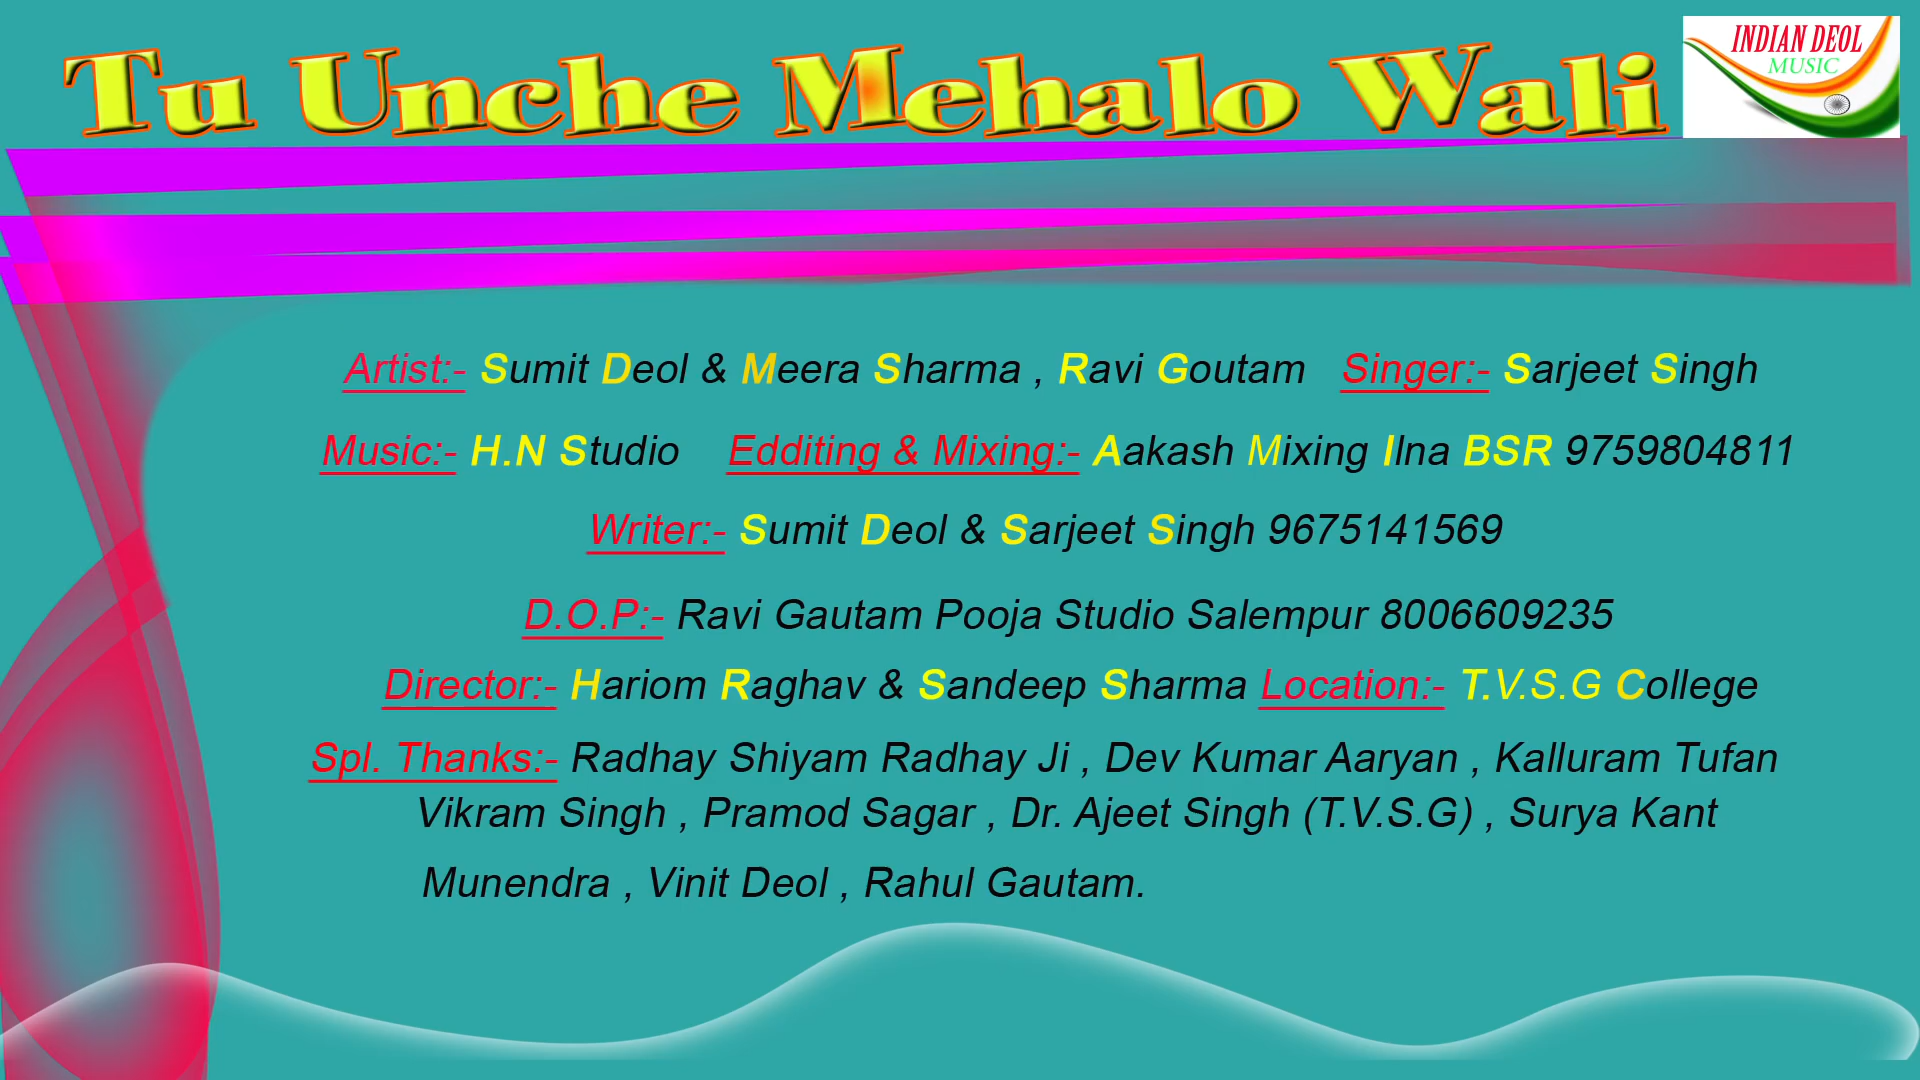 Tu Unche Mehalo Wali
INDIAN DEOL
MUSIC
Artist:- Sumit Deol & Meera Sharma , Ravi Goutam Singer:- Sarjeet Singh
Music:- H.N Studio Edditing & Mixing:- Aakash Mixing Ilna BSR 9759804811
Writer:- Sumit Deol & Sarjeet Singh 9675141569
D.O.P:- Ravi Gautam Pooja Studio Salempur 8006609235
Director:- Hariom Raghav & Sandeep Sharma Location:- T.V.S.G College
Spl. Thanks:- Radhay Shiyam Radhay Ji , Dev Kumar Aaryan , Kalluram Tufan
Vikram Singh , Pramod Sagar , Dr. Ajeet Singh (T.V.S.G) , Surya Kant
Munendra , Vinit Deol , Rahul Gautam.